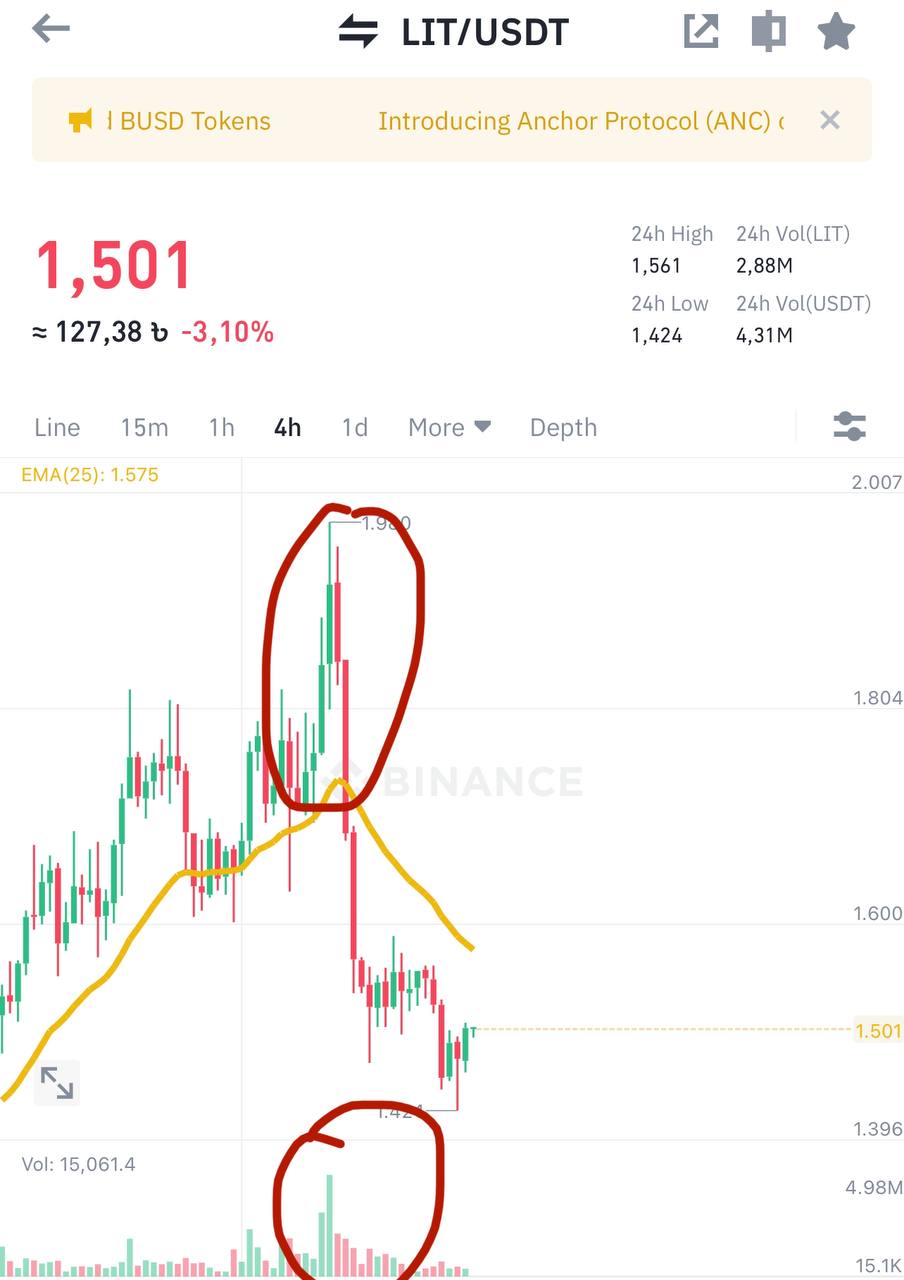 LIT/USDT
d BUSD Tokens Introducing Anchor Protocol (ANC)
1,501
≈ 127,38 ৳ -3,10%
24h High 24h Vol(LIT)
1,561 2,88M
24h Low 24h Vol(USDT)
1,424 4,31M
Line 15m 1h 4h 1d More Depth
EMA(25): 1.575
2.007
1.980
1.804
BINANCE
1.600
1.501
1.424
1.396
Vol: 15,061.4
4.98M
15.1K